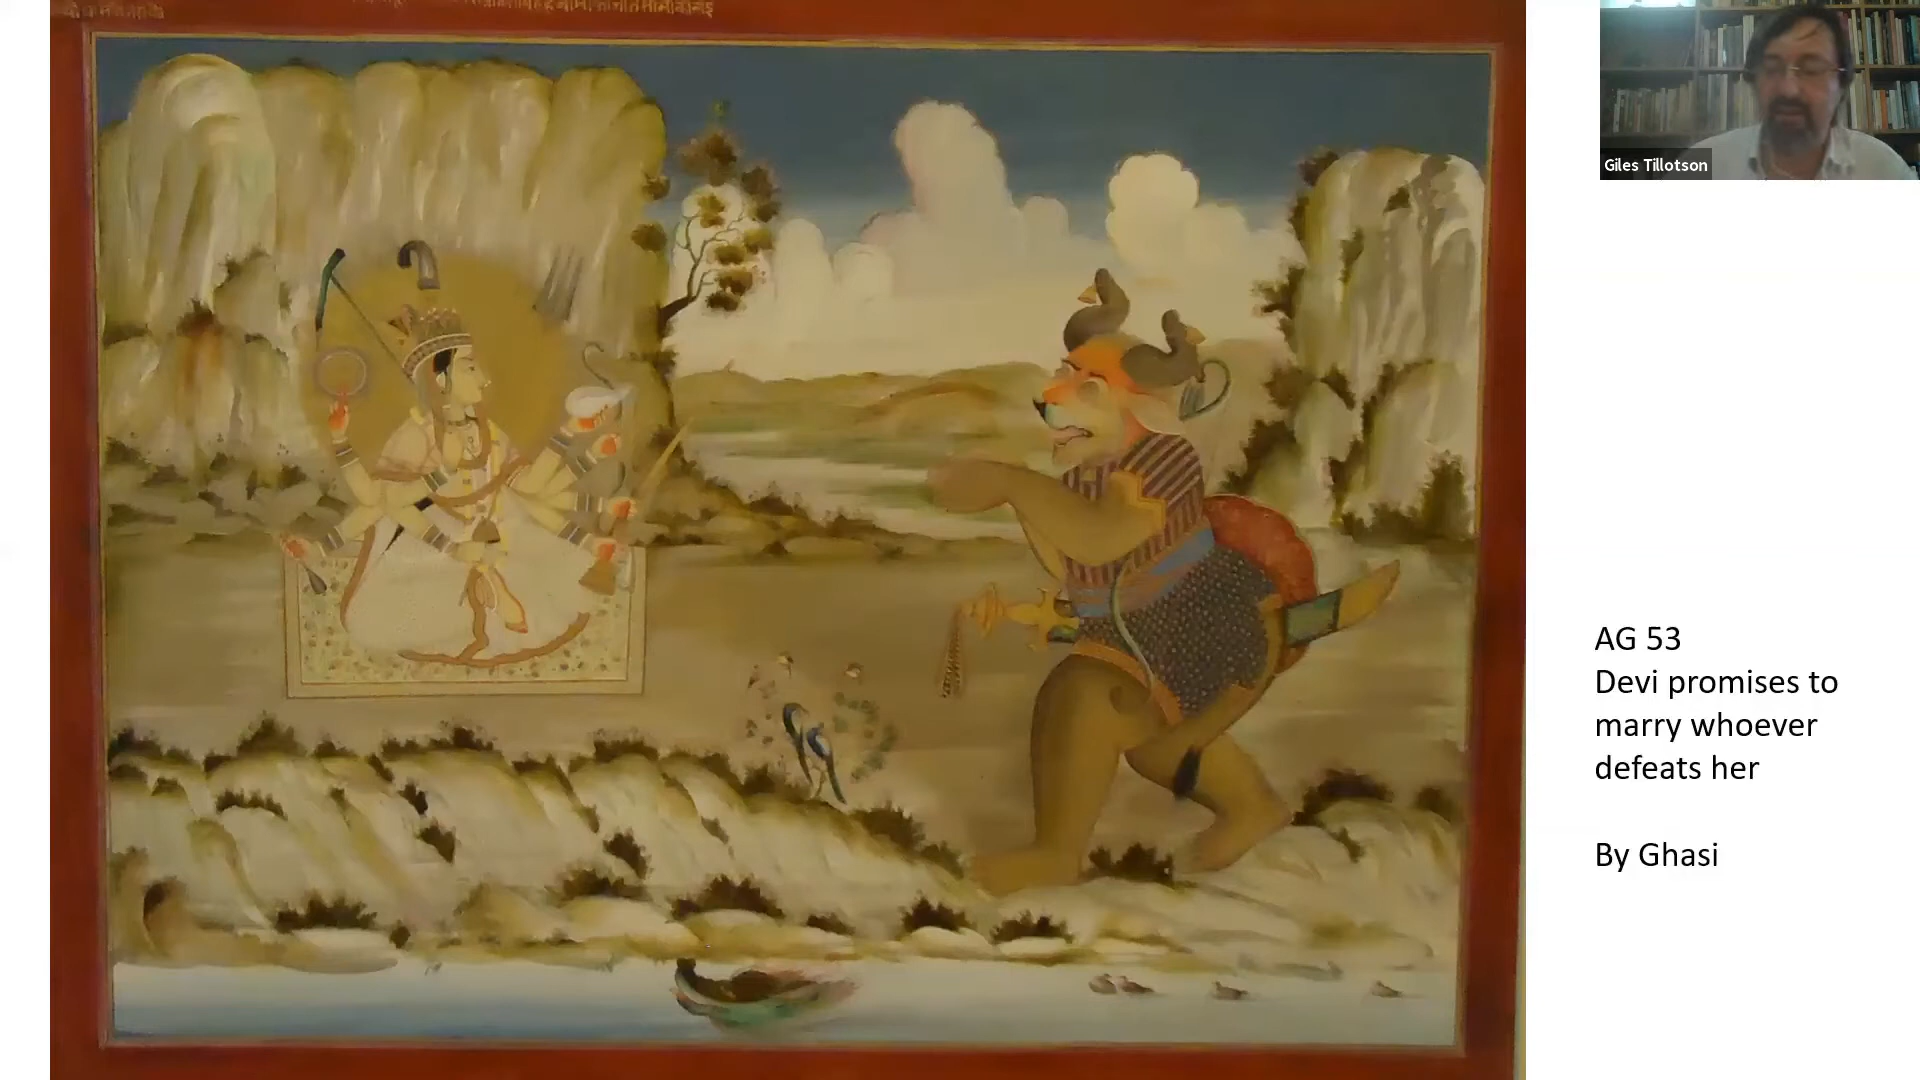 Giles Tillotson
AG 53
Devi promises to
marry whoever
defeats her
By Ghasi